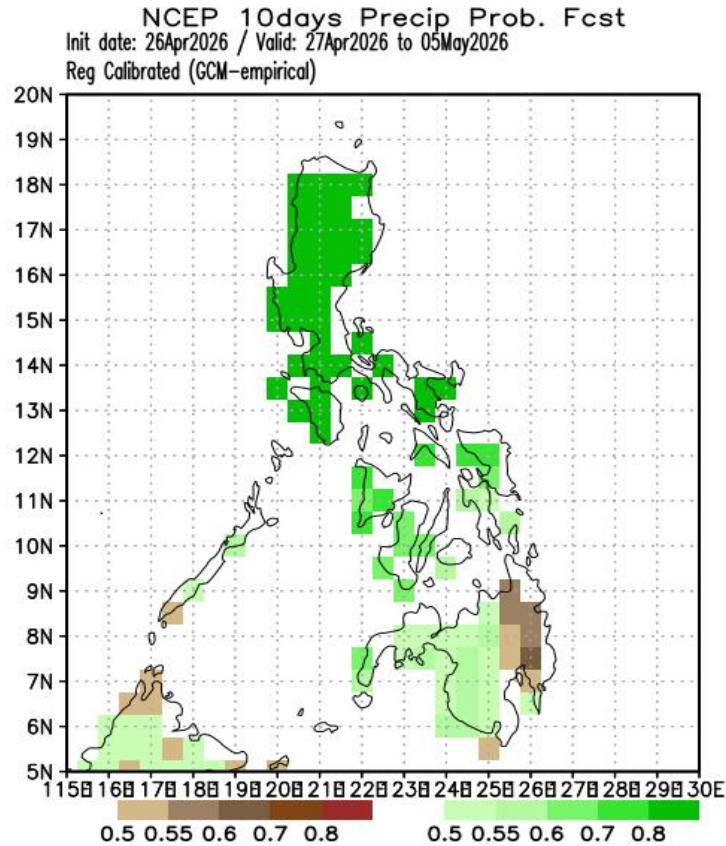 NCEP 10days Precip Prob. Fcst
Init date: 26Apr2026 / Valid: 27Apr2026 to 05May2026
Reg Calibrated (GCM-empirical)
20N
19N
18N
17N
16N
15N
14N
13N
12N
11N
10N
9N
8N
7N
6N
5N
115E 116E 117E 118E 119E 120E 121E 122E 123E 124E 125E 126E 127E 128E 129E 130E
0.5 0.55 0.6 0.7 0.8 0.5 0.55 0.6 0.7 0.8